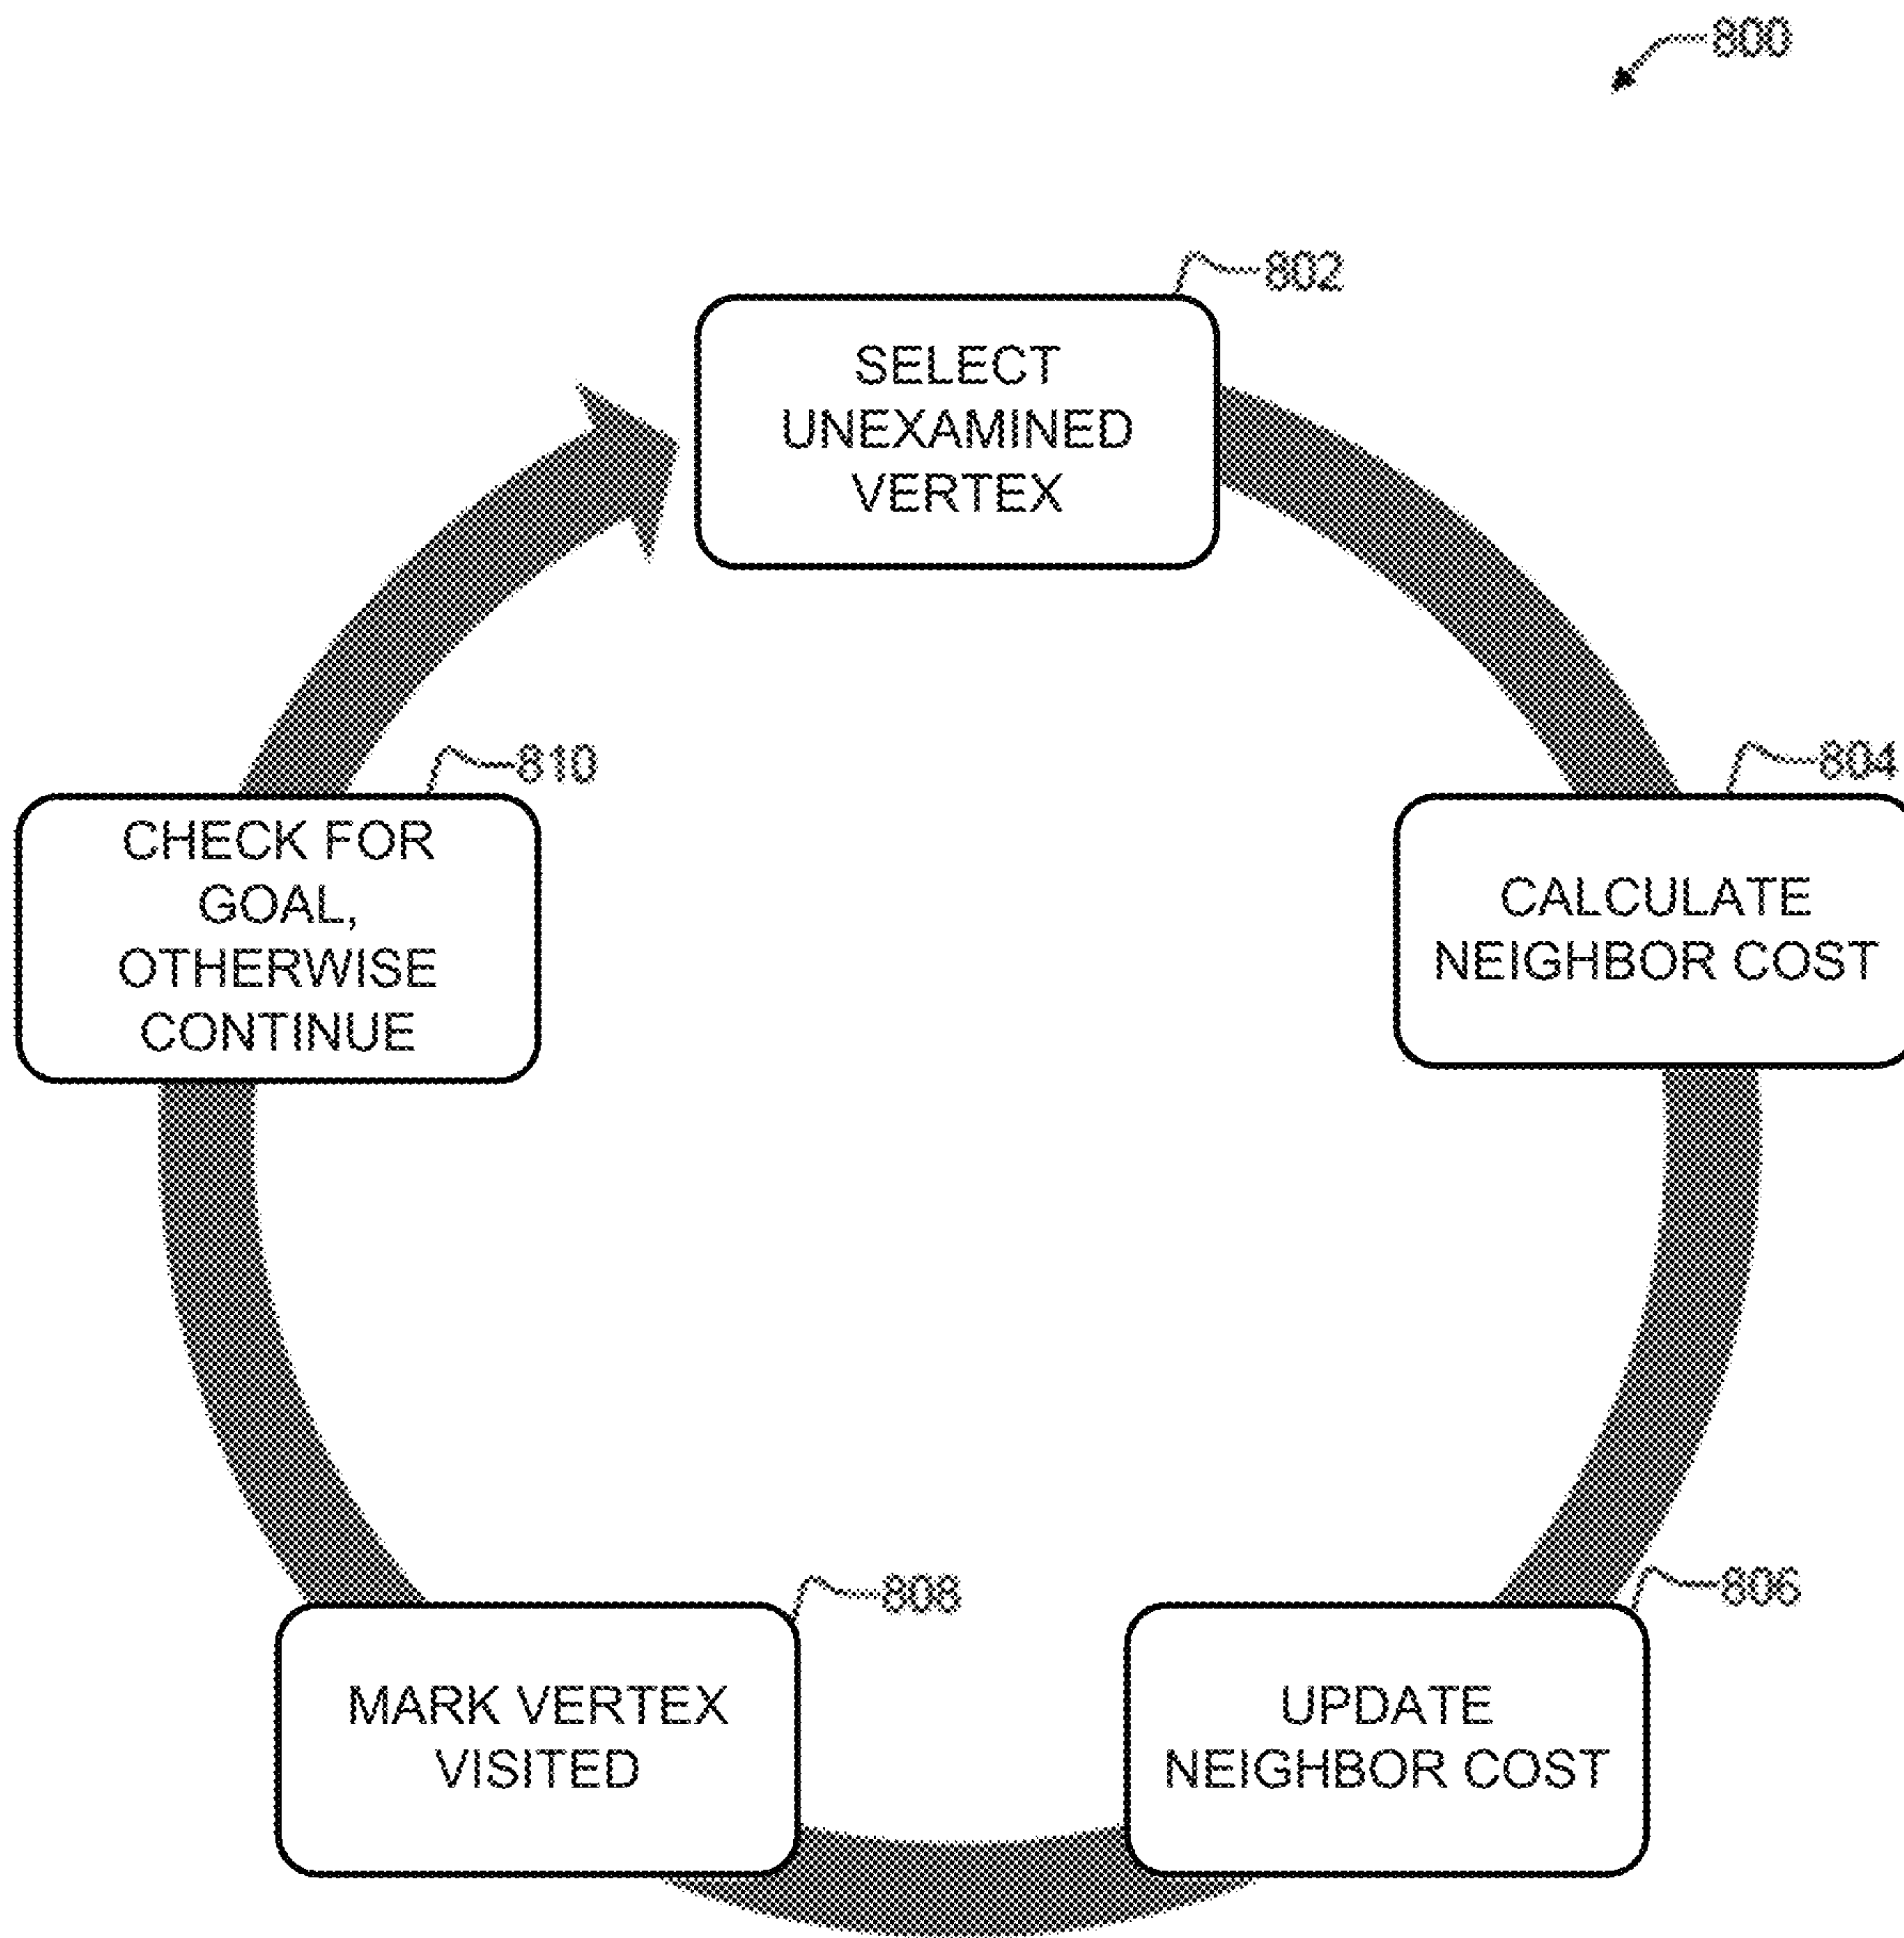 800
802
SELECT
UNEXAMINED
VERTEX
804
CALCULATE
NEIGHBOR COST
806
UPDATE
NEIGHBOR COST
808
MARK VERTEX
VISITED
810
CHECK FOR
GOAL,
OTHERWISE
CONTINUE